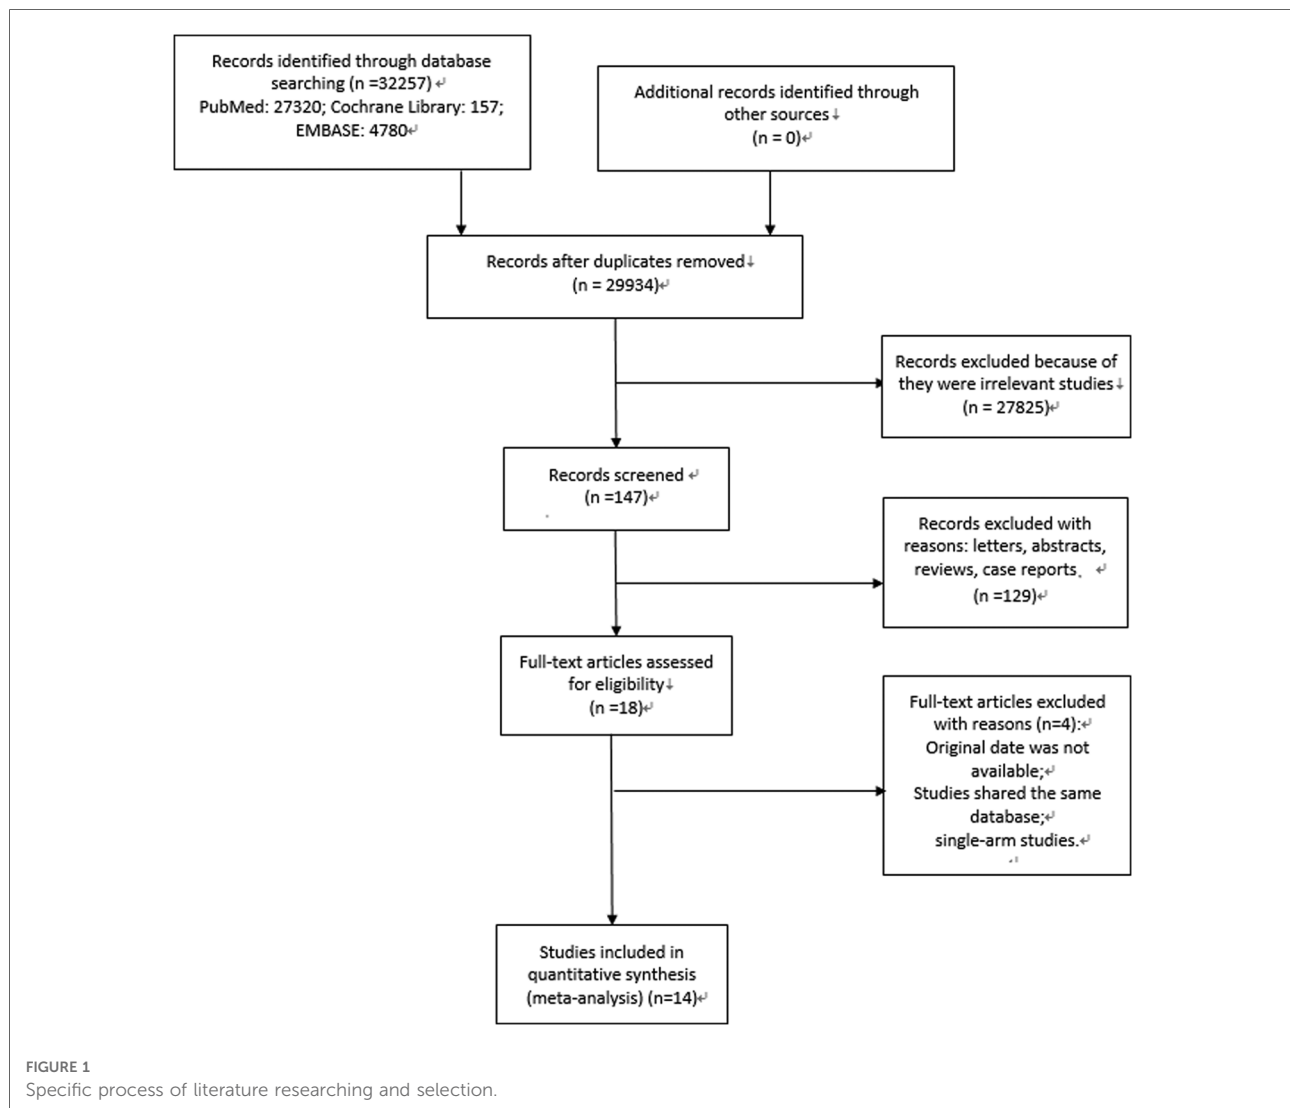 Records identified through database
searching (n =32257) ↵
PubMed: 27320; Cochrane Library: 157;
EMBASE: 4780↵
Additional records identified through
other sources↓
(n = 0)↵
Records after duplicates removed↓
(n = 29934)↵
Records excluded because of
they were irrelevant studies↓
(n = 27825)↵
Records screened ↵
(n =147)↵
Records excluded with
reasons: letters, abstracts,
reviews, case reports. ↵
(n =129)↵
Full-text articles assessed
for eligibility↓
(n =18)↵
Full-text articles excluded
with reasons (n=4):↵
Original date was not
available;↵
Studies shared the same
database;↵
single-arm studies.↵
↵
Studies included in
quantitative synthesis
(meta-analysis) (n=14)↵
FIGURE 1
Specific process of literature researching and selection.